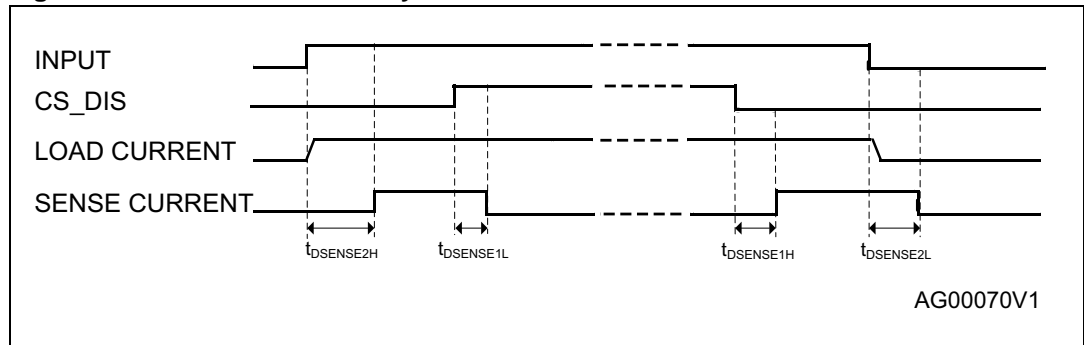 INPUT
CS_DIS
LOAD CURRENT
SENSE CURRENT
tDSENSE2H
tDSENSE1L
tDSENSE1H
tDSENSE2L
AG00070V1